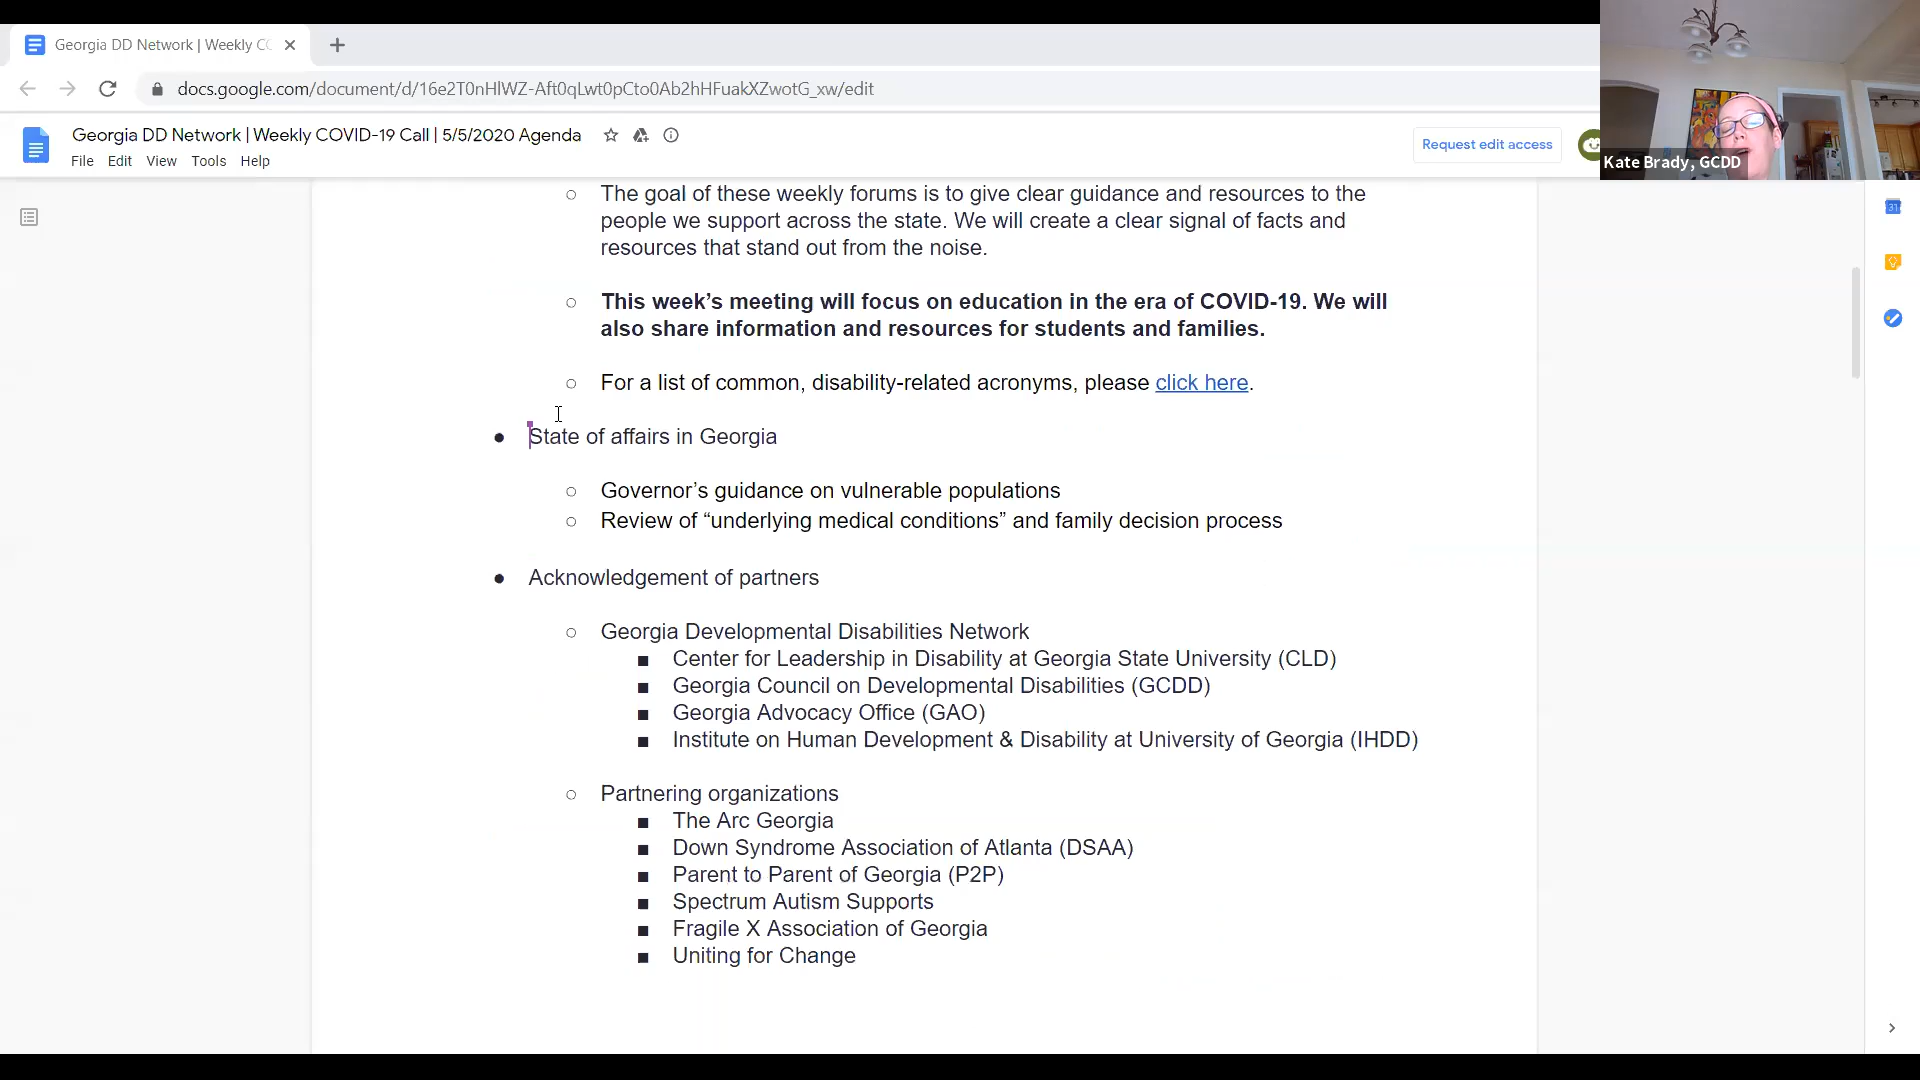 Georgia DD Network | Weekly CO
docs.google.com/document/d/16e2T0nHlWZ-Aft0qLwt0pCto0Ab2hHFuakXZwotG_xw/edit
Georgia DD Network | Weekly COVID-19 Call | 5/5/2020 Agenda
File Edit View Tools Help
Request edit access
Kate Brady, GCDD
31
○ The goal of these weekly forums is to give clear guidance and resources to the
people we support across the state. We will create a clear signal of facts and
resources that stand out from the noise.
○ This week’s meeting will focus on education in the era of COVID-19. We will
also share information and resources for students and families.
○ For a list of common, disability-related acronyms, please click here.
● State of affairs in Georgia
○ Governor’s guidance on vulnerable populations
○ Review of “underlying medical conditions” and family decision process
● Acknowledgement of partners
○ Georgia Developmental Disabilities Network
■ Center for Leadership in Disability at Georgia State University (CLD)
■ Georgia Council on Developmental Disabilities (GCDD)
■ Georgia Advocacy Office (GAO)
■ Institute on Human Development & Disability at University of Georgia (IHDD)
○ Partnering organizations
■ The Arc Georgia
■ Down Syndrome Association of Atlanta (DSAA)
■ Parent to Parent of Georgia (P2P)
■ Spectrum Autism Supports
■ Fragile X Association of Georgia
■ Uniting for Change